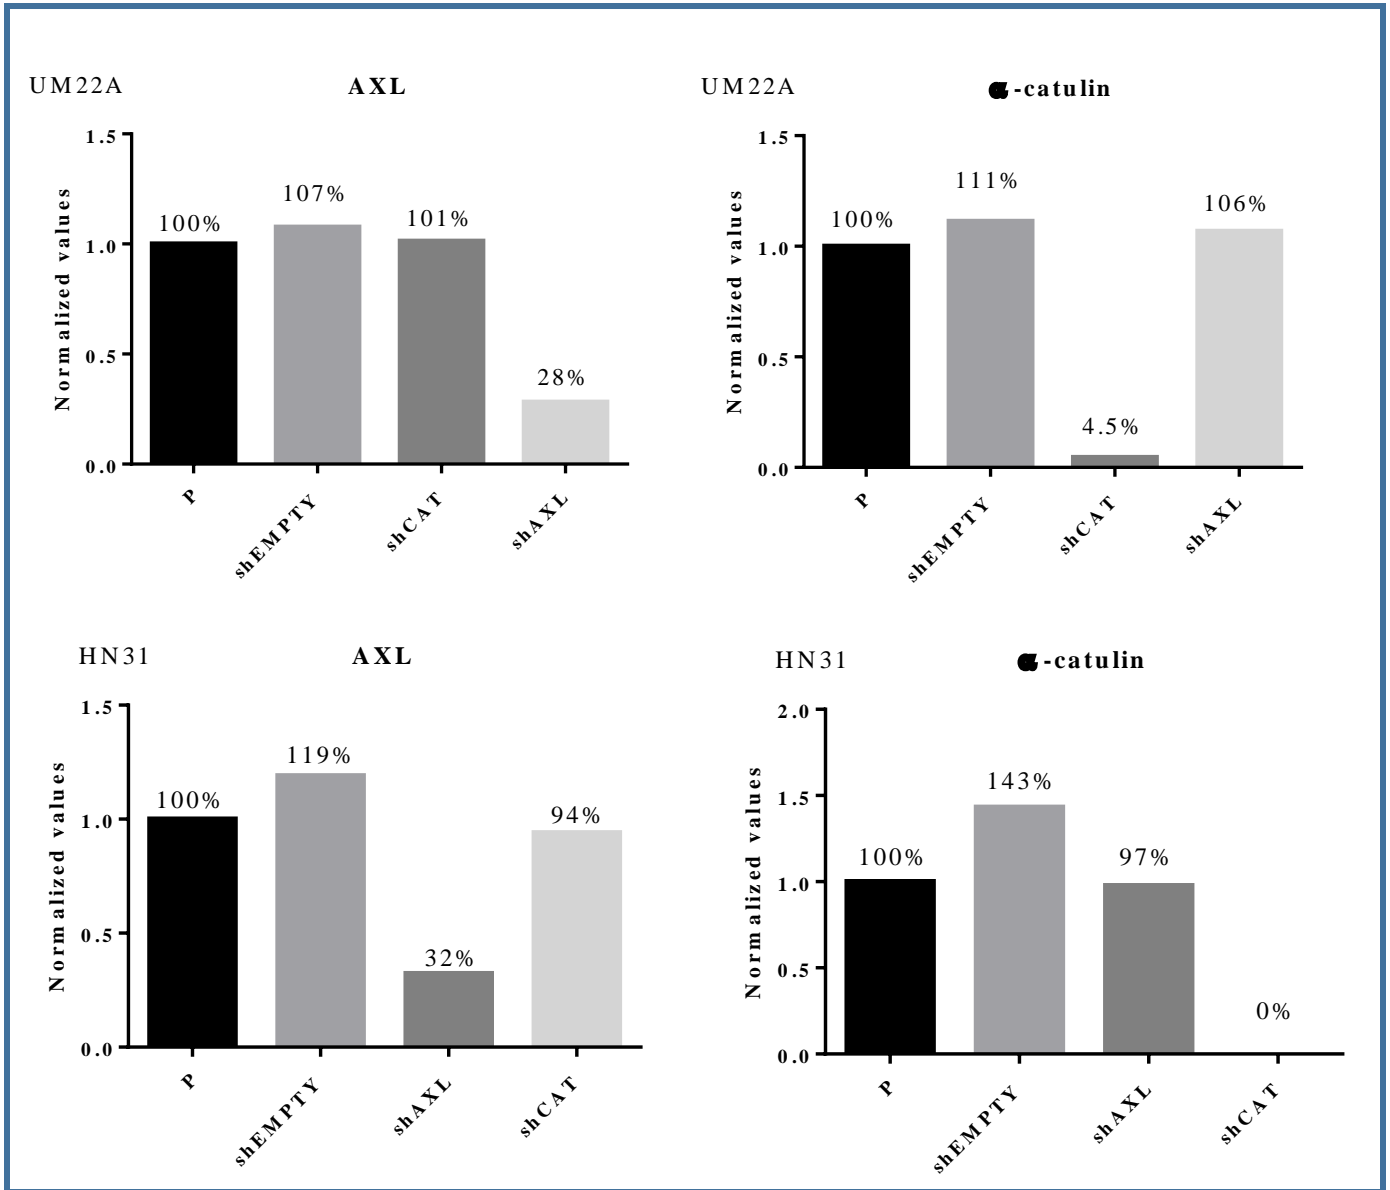 UM22A AXL
1.5
1.0
0.5
0.0
Normalized values
100%
107%
101%
28%
P
shEMPTY
shCAT
shAXL
UM22A α-catulin
1.5
1.0
0.5
0.0
Normalized values
100%
111%
4.5%
106%
P
shEMPTY
shCAT
shAXL
HN31 AXL
1.5
1.0
0.5
0.0
Normalized values
100%
119%
32%
94%
P
shEMPTY
shAXL
shCAT
HN31 α-catulin
2.0
1.5
1.0
0.5
0.0
Normalized values
100%
143%
97%
0%
P
shEMPTY
shAXL
shCAT